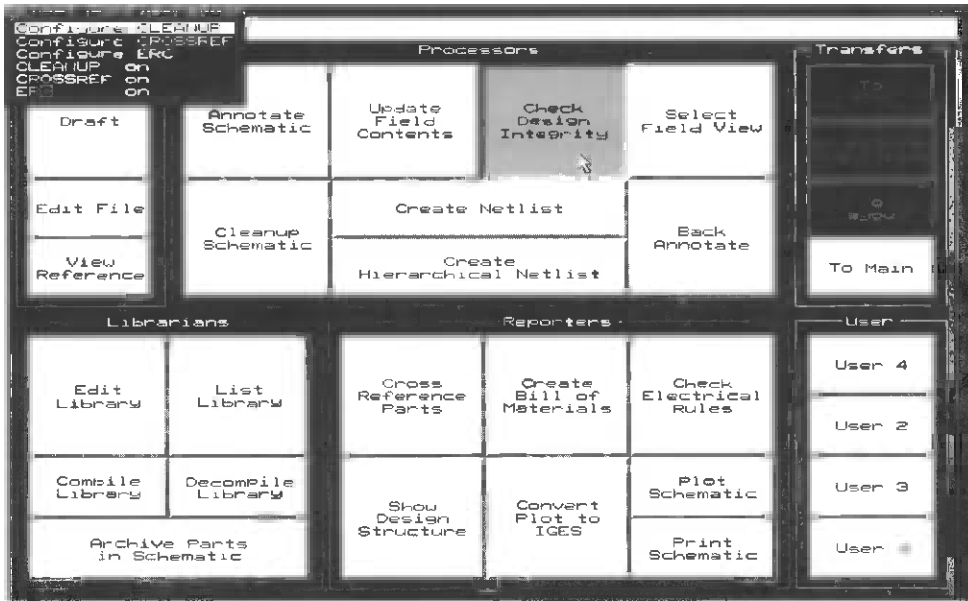 Configure CLEANUP
Configure CROSSREF
Configure ERC
CLEANUP on
CROSSREF on
ERC on
Processors
Transfers
Draft
Annotate
Schematic
Update
Field
Contents
Check
Design
Integrity
Select
Field View
To
Edit File
View
Reference
Cleanup
Schematic
Create Netlist
Create
Hierarchical Netlist
Back
Annotate
To Main
Librarians
Reporters
User
Edit
Library
List
Library
Compile
Library
Decompile
Library
Archive Parts
in Schematic
Cross
Reference
Parts
Create
Bill of
Materials
Check
Electrical
Rules
Show
Design
Structure
Convert
Plot to
IGES
Plot
Schematic
Print
Schematic
User 4
User 2
User 3
User